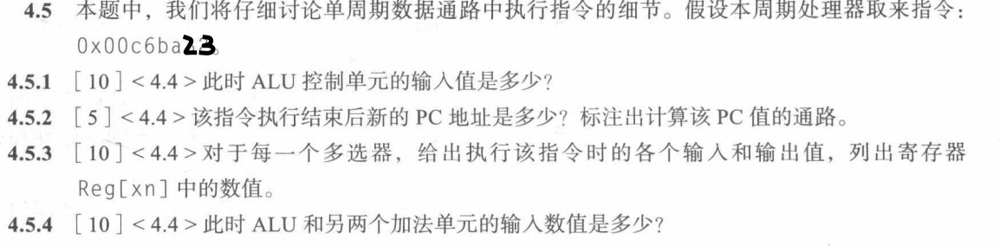 4.5 本题中，我们将仔细讨论单周期数据通路中执行指令的细节。假设本周期处理器取来指令：
0x00c6ba23。
4.5.1 ［10］<4.4>此时 ALU 控制单元的输入值是多少？
4.5.2 ［5］<4.4>该指令执行结束后新的 PC 地址是多少？标注出计算该 PC 值的通路。
4.5.3 ［10］<4.4>对于每一个多选器，给出执行该指令时的各个输入和输出值，列出寄存器
Reg[xn] 中的数值。
4.5.4 ［10］<4.4>此时 ALU 和另两个加法单元的输入数值是多少？